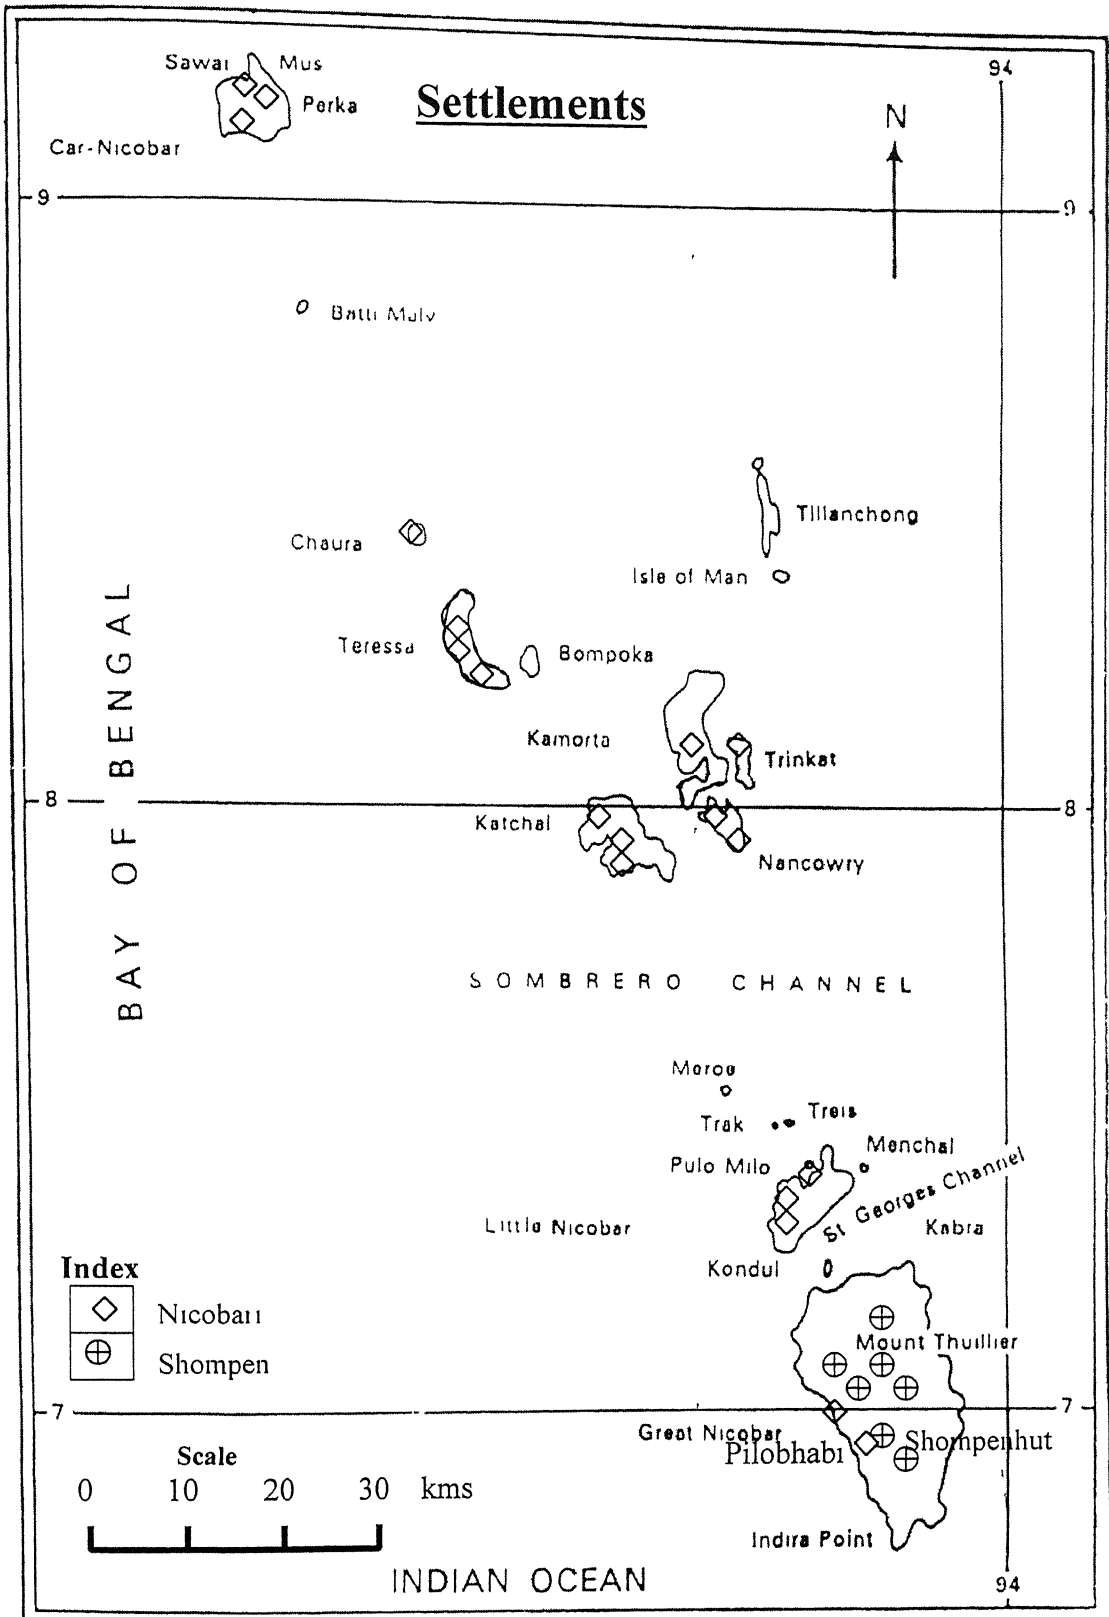 Settlements
94
N
Sawai
Mus
Perka
Car-Nicobar
9
9
Batti Malv
Tillanchong
Chaura
Isle of Man
Teressa
Bompoka
Kamorta
Trinkat
8
8
Katchal
Nancowry
BAY OF BENGAL
SOMBRERO CHANNEL
Meroe
Trak
Treis
Menchal
Pulo Milo
St Georges Channel
Little Nicobar
Kabra
Kondul
Index
Nicobari
Shompen
Mount Thuillier
7
7
Great Nicobar
Pilobhabi
Shompenhut
Scale
0 10 20 30 kms
Indira Point
INDIAN OCEAN
94